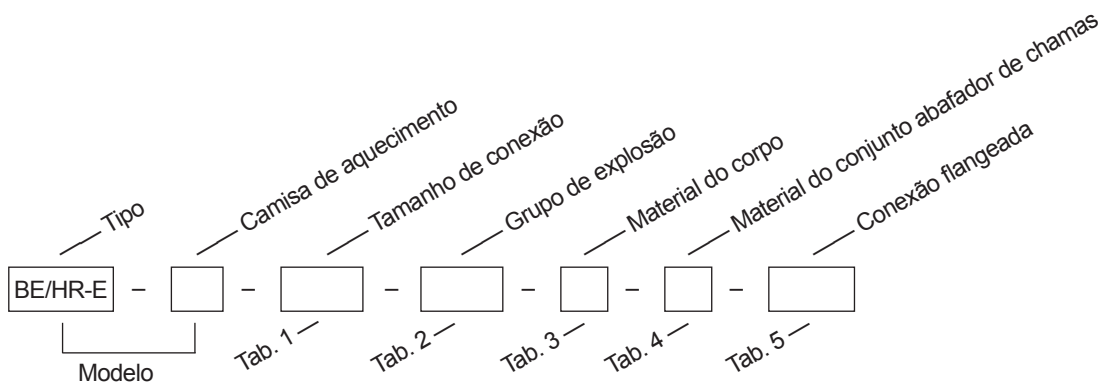 Tipo
Camisa de aquecimento
Tamanho de conexão
Grupo de explosão
Material do corpo
Material do conjunto abafador de chamas
Conexão flangeada
BE/HR-E – – – – – –
Tab. 1
Tab. 2
Tab. 3
Tab. 4
Tab. 5
Modelo